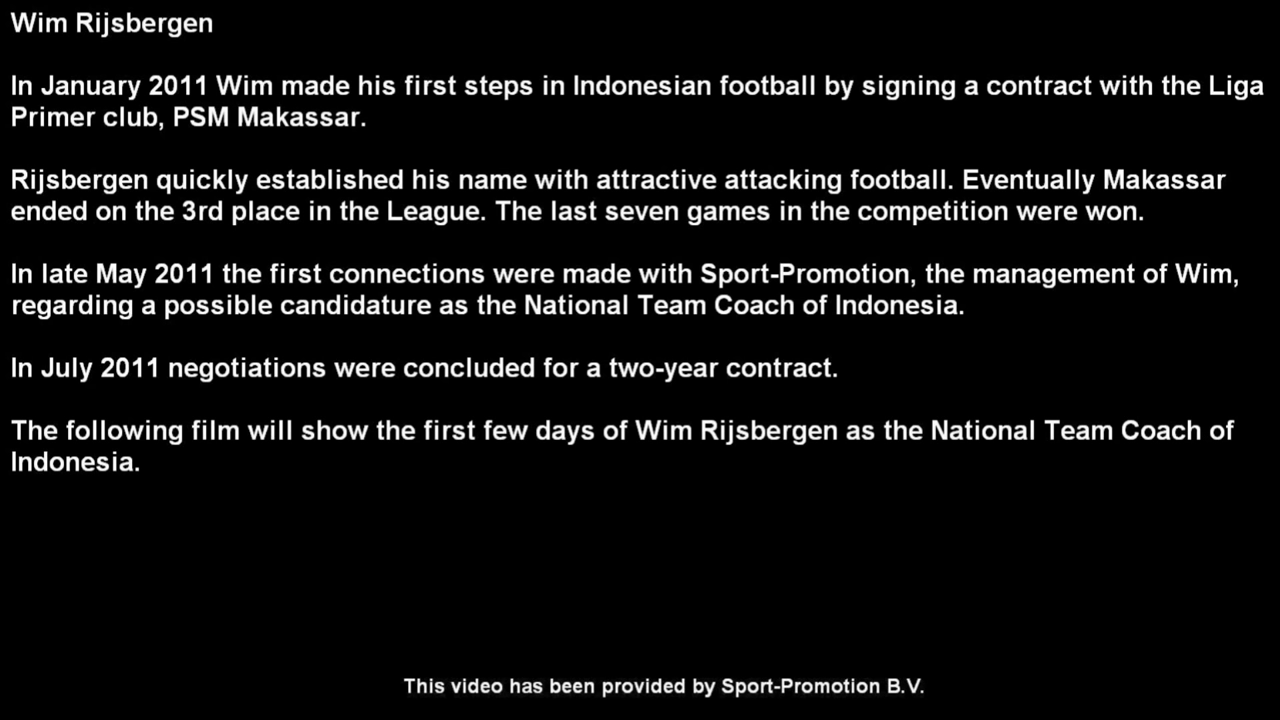 Wim Rijsbergen
In January 2011 Wim made his first steps in Indonesian football by signing a contract with the Liga
Primer club, PSM Makassar.
Rijsbergen quickly established his name with attractive attacking football. Eventually Makassar
ended on the 3rd place in the League. The last seven games in the competition were won.
In late May 2011 the first connections were made with Sport-Promotion, the management of Wim,
regarding a possible candidature as the National Team Coach of Indonesia.
In July 2011 negotiations were concluded for a two-year contract.
The following film will show the first few days of Wim Rijsbergen as the National Team Coach of
Indonesia.
This video has been provided by Sport-Promotion B.V.